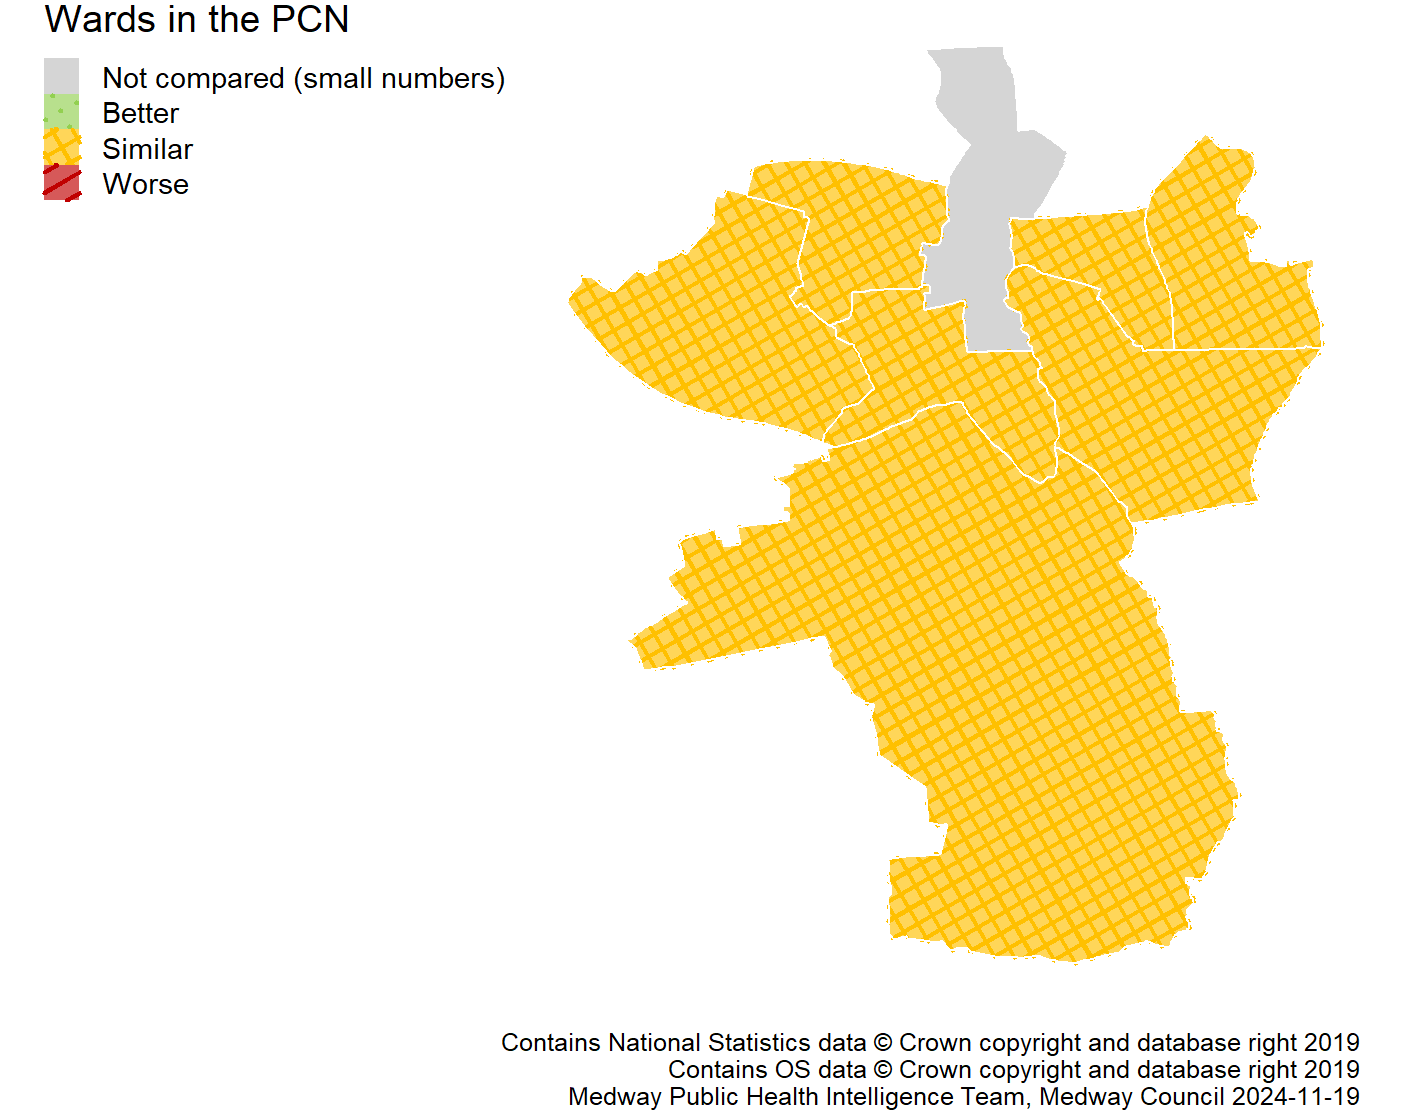 Wards in the PCN
Not compared (small numbers)
Better
Similar
Worse
Contains National Statistics data © Crown copyright and database right 2019
Contains OS data © Crown copyright and database right 2019
Medway Public Health Intelligence Team, Medway Council 2024-11-19